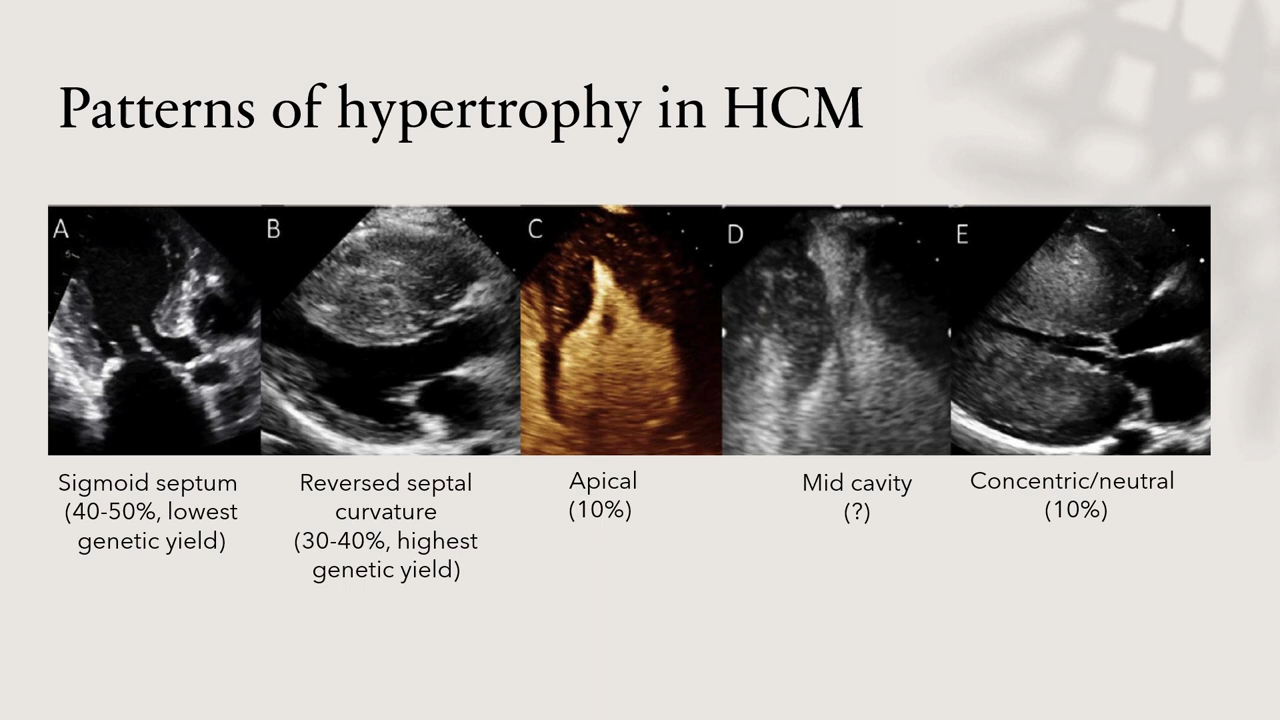 Patterns of hypertrophy in HCM
A
B
C
D
E
Sigmoid septum
(40-50%, lowest
genetic yield)
Reversed septal
curvature
(30-40%, highest
genetic yield)
Apical
(10%)
Mid cavity
(?)
Concentric/neutral
(10%)